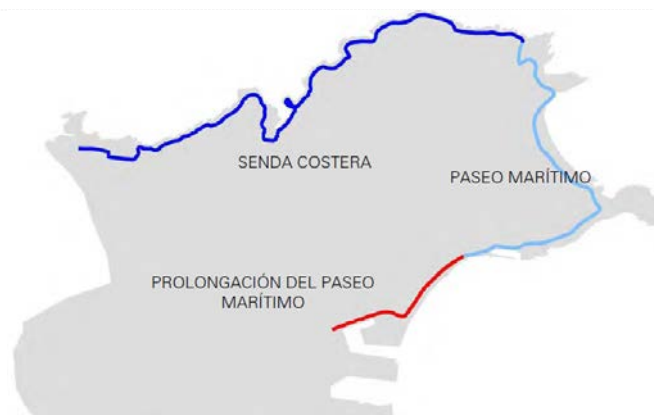 SENDA COSTERA
PASEO MARÍTIMO
PROLONGACIÓN DEL PASEO
MARÍTIMO